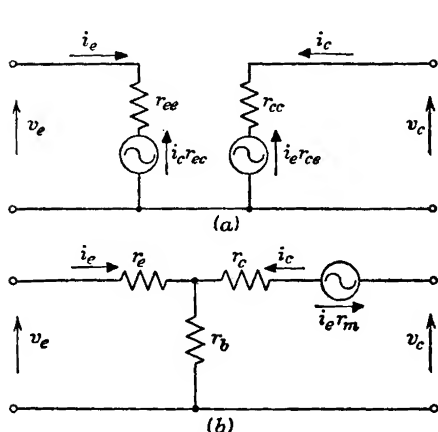 i_e i_c
r_ee r_cc
v_e i_c r_ec i_e r_ce v_c
(a)
i_e r_e r_c i_c
i_e r_m
v_e r_b v_c
(b)